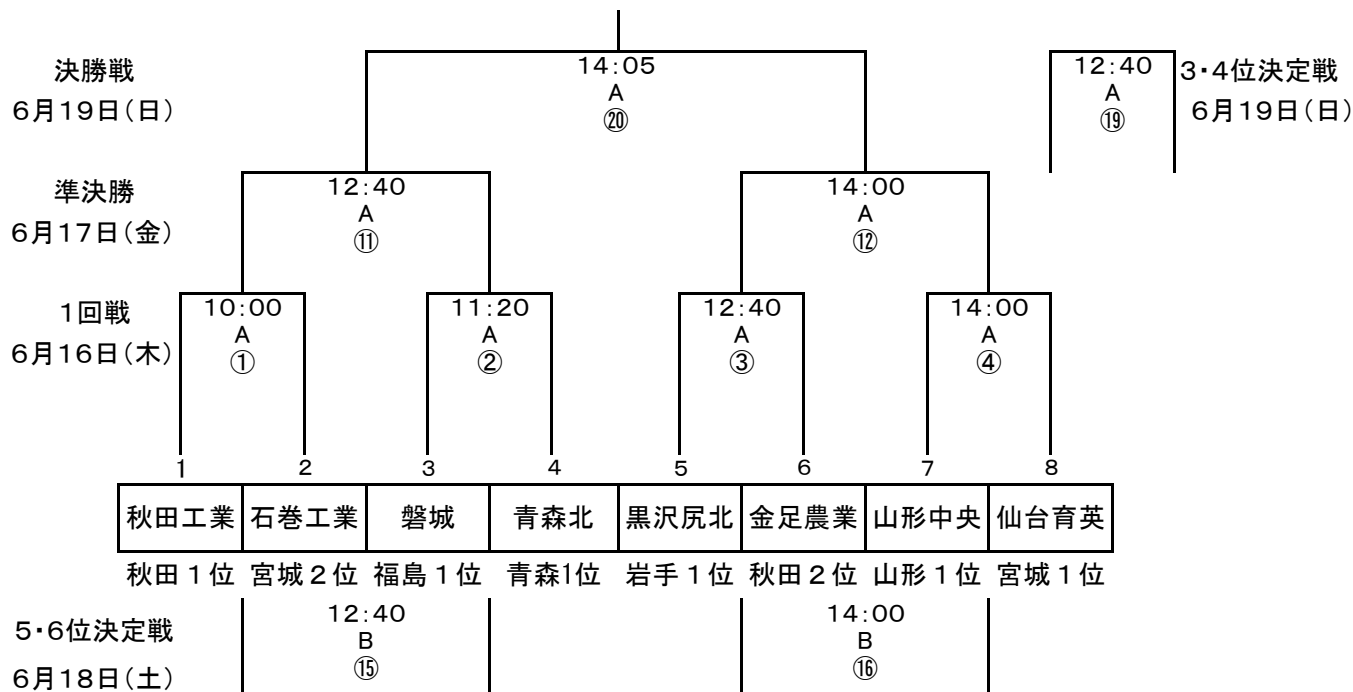 決勝戦
6月19日(日)
14:05
A
⑳
12:40
A
⑲
3・4位決定戦
6月19日(日)
準決勝
6月17日(金)
12:40
A
⑪
14:00
A
⑫
1回戦
6月16日(木)
10:00
A
①
11:20
A
②
12:40
A
③
14:00
A
④
1 2 3 4 5 6 7 8
秋田工業 石巻工業 磐城 青森北 黒沢尻北 金足農業 山形中央 仙台育英
秋田1位 宮城2位 福島1位 青森1位 岩手1位 秋田2位 山形1位 宮城1位
5・6位決定戦
6月18日(土)
12:40
B
⑮
14:00
B
⑯